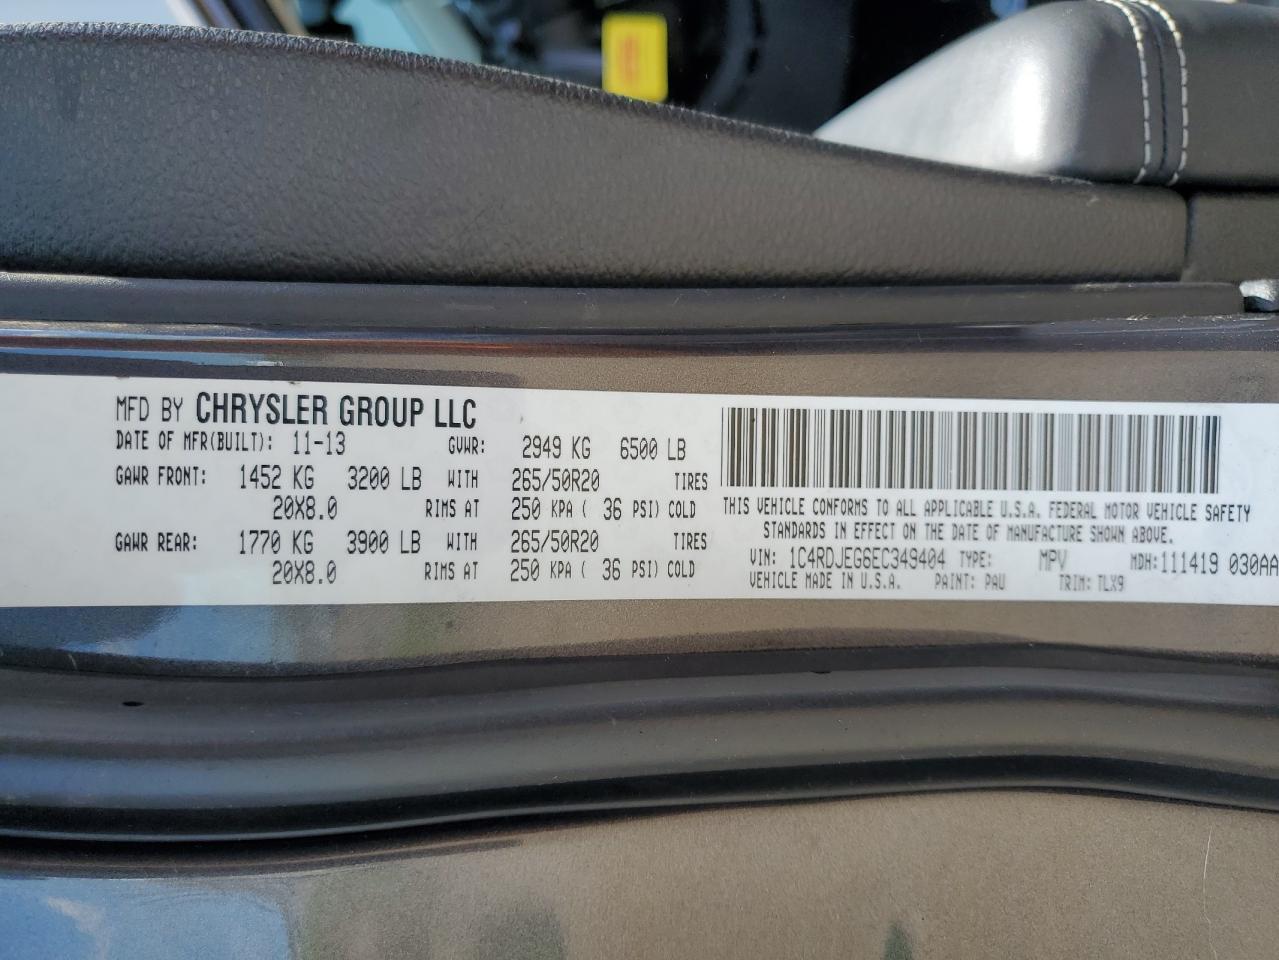 MFD BY CHRYSLER GROUP LLC
DATE OF MFR(BUILT): 11-13 GVWR: 2949 KG 6500 LB
GAWR FRONT: 1452 KG 3200 LB WITH 265/50R20 TIRES
20X8.0 RIMS AT 250 KPA ( 36 PSI) COLD
GAWR REAR: 1770 KG 3900 LB WITH 265/50R20 TIRES
20X8.0 RIMS AT 250 KPA ( 36 PSI) COLD
THIS VEHICLE CONFORMS TO ALL APPLICABLE U.S.A. FEDERAL MOTOR VEHICLE SAFETY
STANDARDS IN EFFECT ON THE DATE OF MANUFACTURE SHOWN ABOVE.
VIN: 1C4RDJEG6EC349404 TYPE: MPV MDH:111419 030AA
VEHICLE MADE IN U.S.A. PAINT: PAU TRIM: TLX9